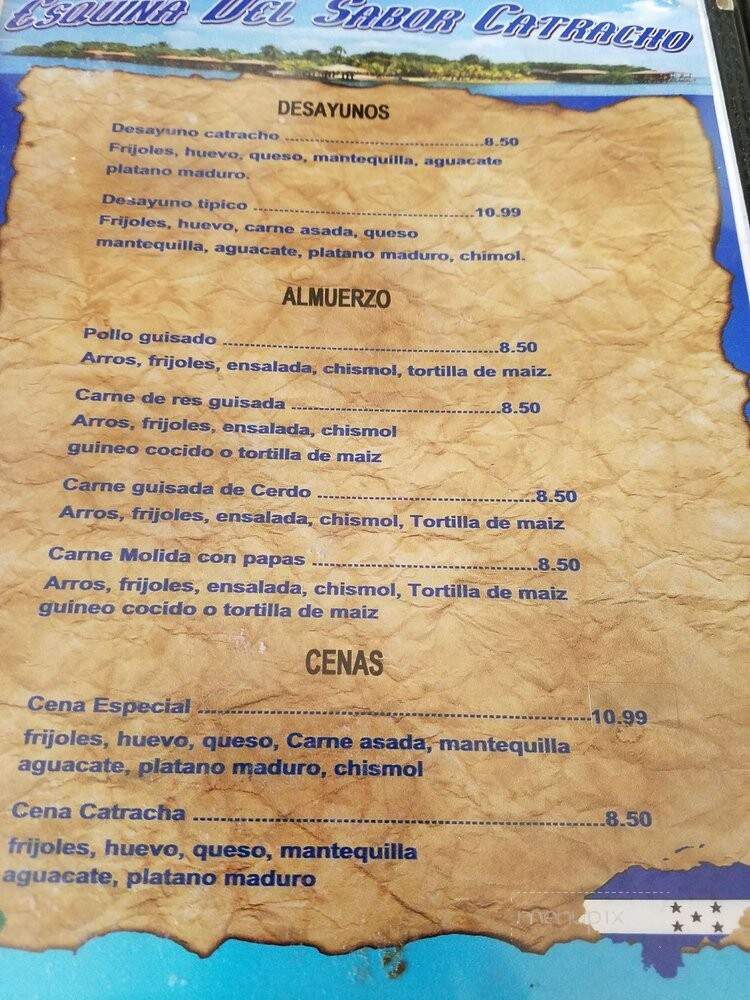 Esquina Del Sabor Catracho
DESAYUNOS
Desayuno catracho ..........................................8.50
Frijoles, huevo, queso, mantequilla, aguacate
platano maduro.
Desayuno tipico ..........................................10.99
Frijoles, huevo, carne asada, queso
mantequilla, aguacate, platano maduro, chimol.
ALMUERZO
Pollo guisado ..................................................8.50
Arros, frijoles, ensalada, chismol, tortilla de maiz.
Carne de res guisada ......................................8.50
Arros, frijoles, ensalada, chismol
guineo cocido o tortilla de maiz
Carne guisada de Cerdo ......................................8.50
Arros, frijoles, ensalada, chismol, Tortilla de maiz
Carne Molida con papas ......................................8.50
Arros, frijoles, ensalada, chismol, Tortilla de maiz
guineo cocido o tortilla de maiz
CENAS
Cena Especial ..........................................................10.99
frijoles, huevo, queso, Carne asada, mantequilla
aguacate, platano maduro, chismol
Cena Catracha ..........................................................8.50
frijoles, huevo, queso, mantequilla
aguacate, platano maduro
menupix